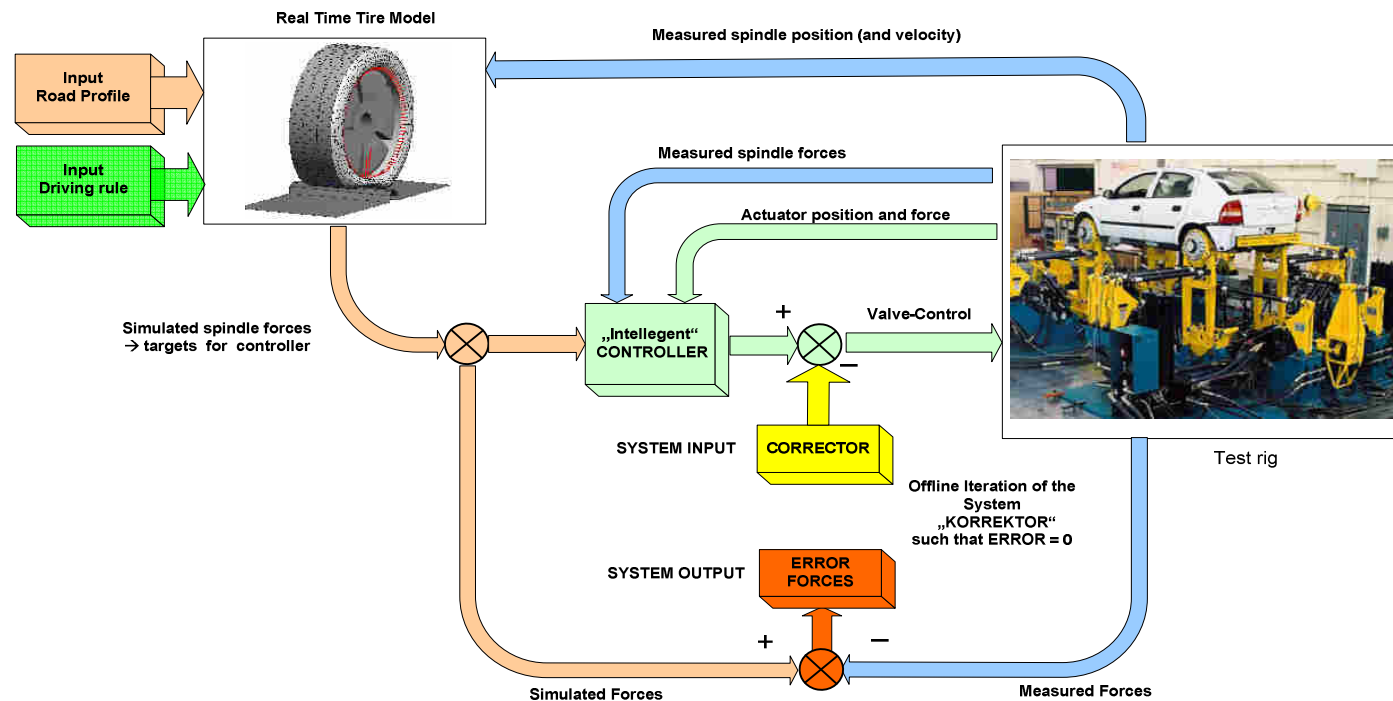 Real Time Tire Model
Measured spindle position (and velocity)
Input
Road Profile
Input
Driving rule
Measured spindle forces
Actuator position and force
Simulated spindle forces
→ targets for controller
„Intellegent“
CONTROLLER
+
Valve-Control
−
SYSTEM INPUT
CORRECTOR
Test rig
Offline Iteration of the
System
„KORREKTOR“
such that ERROR = 0
SYSTEM OUTPUT
ERROR
FORCES
+
−
Simulated Forces
Measured Forces